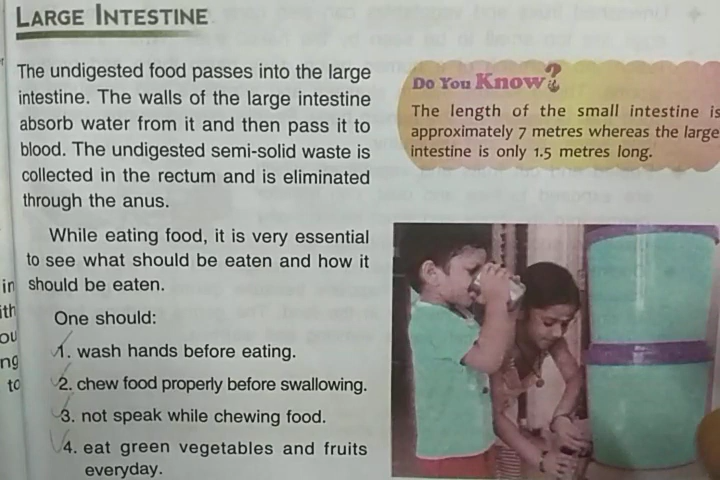 LARGE INTESTINE
The undigested food passes into the large
intestine. The walls of the large intestine
absorb water from it and then pass it to
blood. The undigested semi-solid waste is
collected in the rectum and is eliminated
through the anus.
While eating food, it is very essential
to see what should be eaten and how it
should be eaten.
One should:
1. wash hands before eating.
2. chew food properly before swallowing.
3. not speak while chewing food.
4. eat green vegetables and fruits
everyday.
Do You Know?
The length of the small intestine is
approximately 7 metres whereas the large
intestine is only 1.5 metres long.